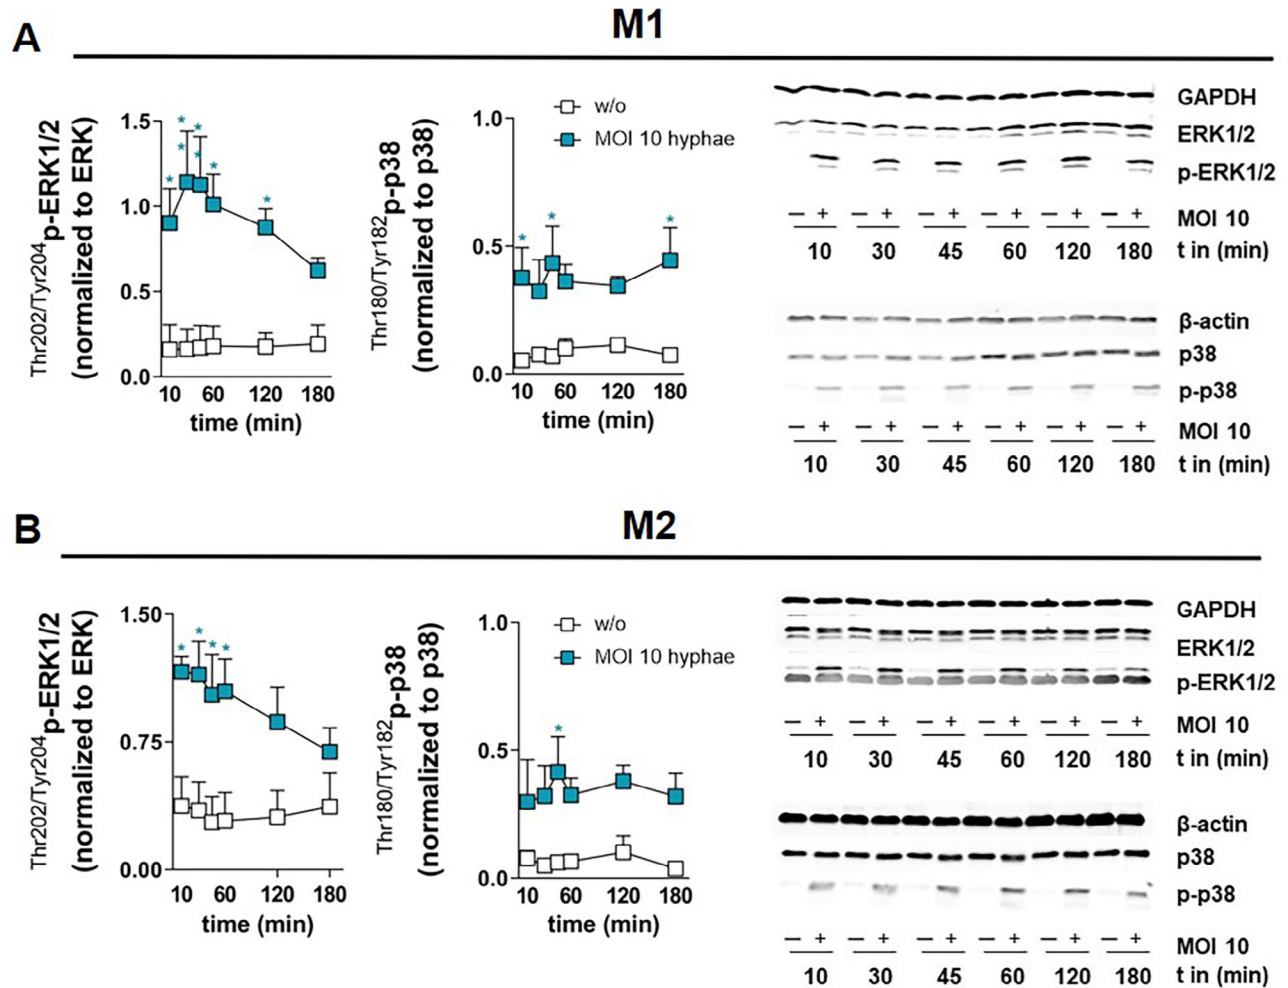 A
M1
Thr202/Tyr204p-ERK1/2
(normalized to ERK)
1.5
1.0
0.5
0.0
10 60 120 180
time (min)
* * * * * * *
Thr180/Tyr182p-p38
(normalized to p38)
1.0
0.5
0.0
10 60 120 180
time (min)
* * *
w/o
MOI 10 hyphae
GAPDH
ERK1/2
p-ERK1/2
– + – + – + – + – + – + MOI 10
10 30 45 60 120 180 t in (min)
β-actin
p38
p-p38
– + – + – + – + – + – + MOI 10
10 30 45 60 120 180 t in (min)
B
M2
Thr202/Tyr204p-ERK1/2
(normalized to ERK)
1.50
0.75
0.00
10 60 120 180
time (min)
* * * *
Thr180/Tyr182p-p38
(normalized to p38)
1.0
0.5
0.0
10 60 120 180
time (min)
*
w/o
MOI 10 hyphae
GAPDH
ERK1/2
p-ERK1/2
– + – + – + – + – + – + MOI 10
10 30 45 60 120 180 t in (min)
β-actin
p38
p-p38
– + – + – + – + – + – + MOI 10
10 30 45 60 120 180 t in (min)